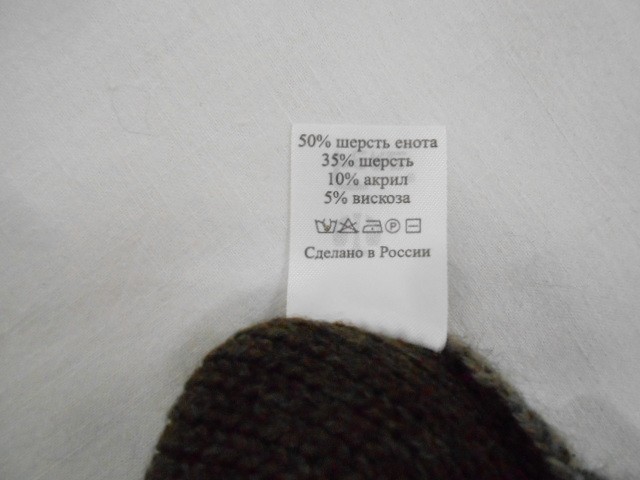 50% шерсть енота
35% шерсть
10% акрил
5% вискоза
P
Сделано в России